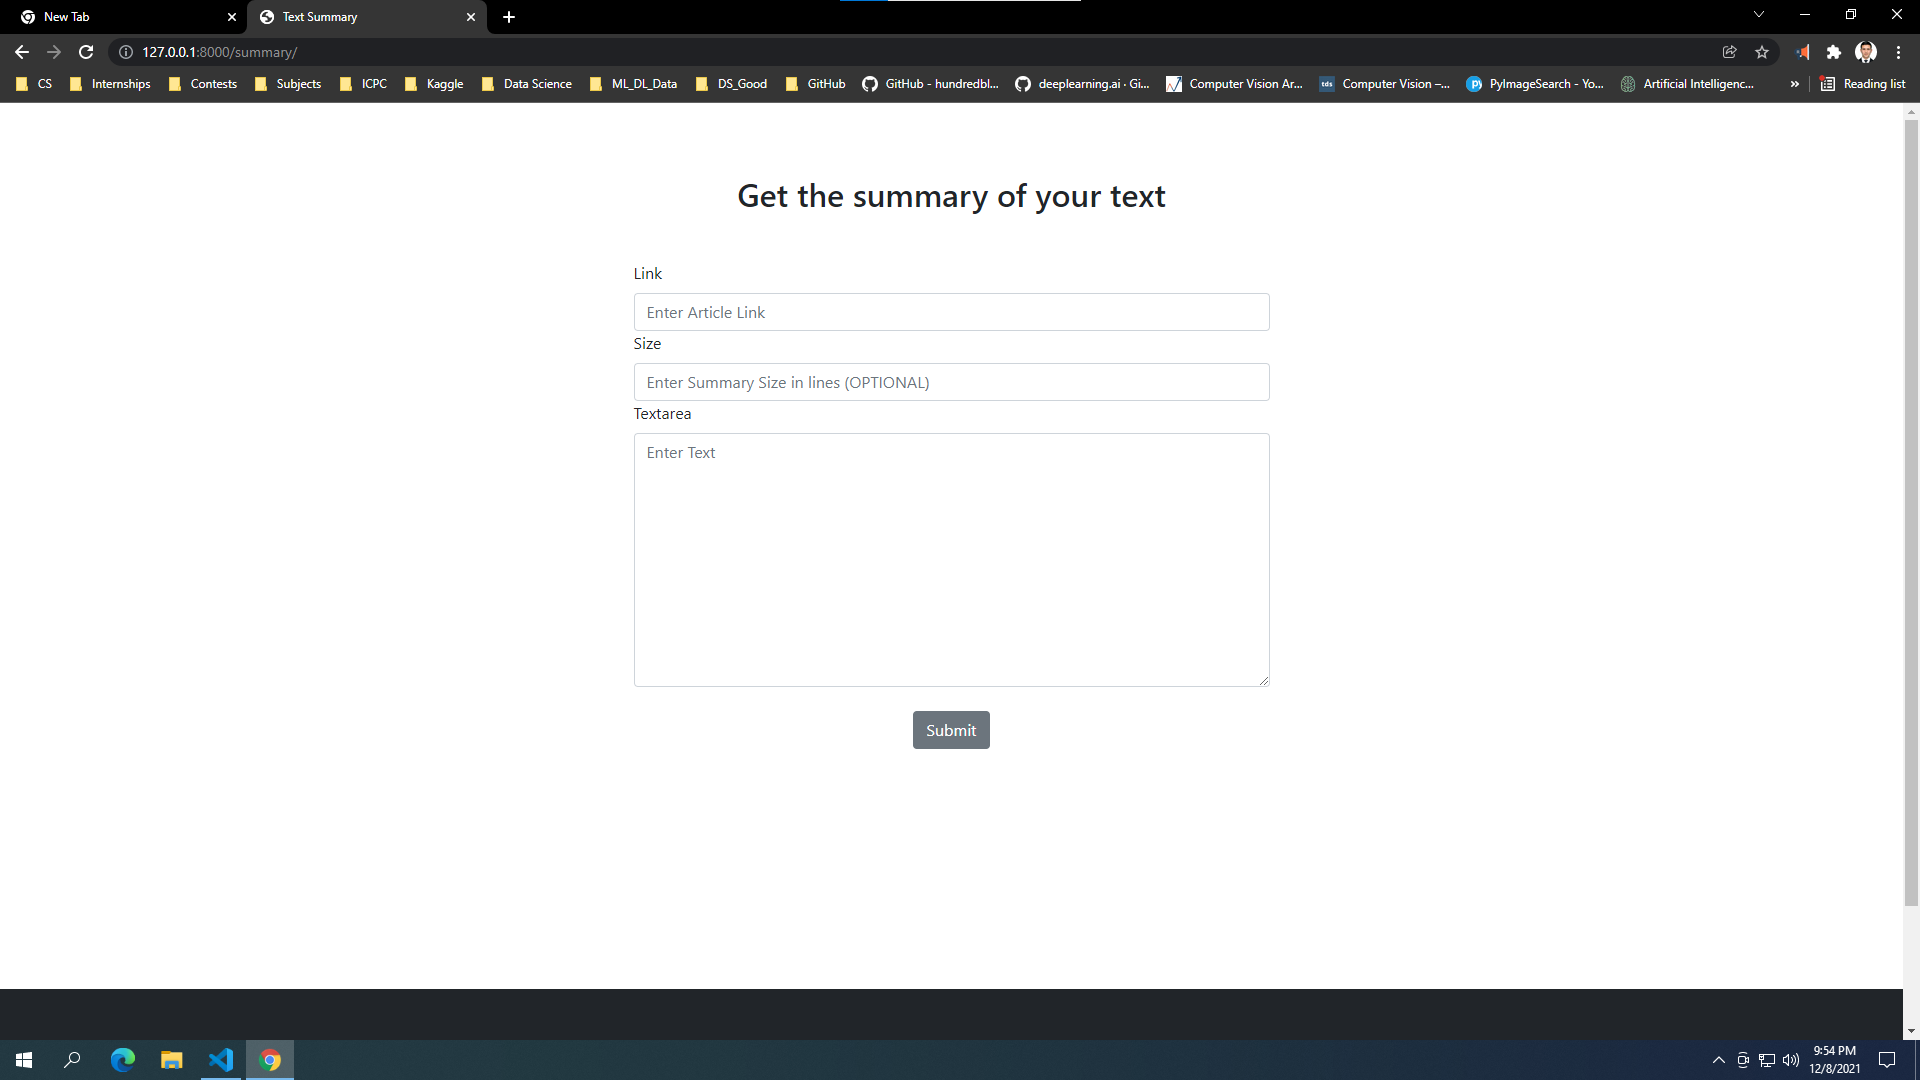 New Tab
Text Summary
127.0.0.1:8000/summary/
CS
Internships
Contests
Subjects
ICPC
Kaggle
Data Science
ML_DL_Data
DS_Good
GitHub
GitHub - hundredbl...
deeplearning.ai · Gi...
Computer Vision Ar...
tds
Computer Vision –...
PyImageSearch - Yo...
Artificial Intelligenc...
»
Reading list
Get the summary of your text
Link
Enter Article Link
Size
Enter Summary Size in lines (OPTIONAL)
Textarea
Enter Text
Submit
9:54 PM
12/8/2021